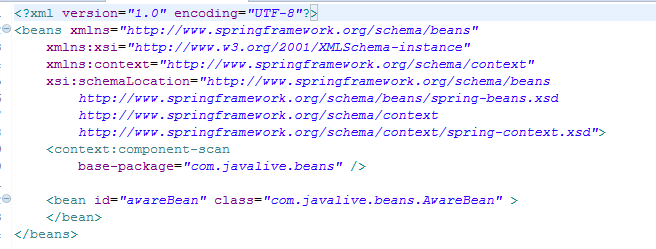 <?xml version="1.0" encoding="UTF-8"?>
<beans xmlns="http://www.springframework.org/schema/beans"
xmlns:xsi="http://www.w3.org/2001/XMLSchema-instance"
xmlns:context="http://www.springframework.org/schema/context"
xsi:schemaLocation="http://www.springframework.org/schema/beans
http://www.springframework.org/schema/beans/spring-beans.xsd
http://www.springframework.org/schema/context
http://www.springframework.org/schema/context/spring-context.xsd">
<context:component-scan
base-package="com.javalive.beans" />
<bean id="awareBean" class="com.javalive.beans.AwareBean" >
</bean>
</beans>